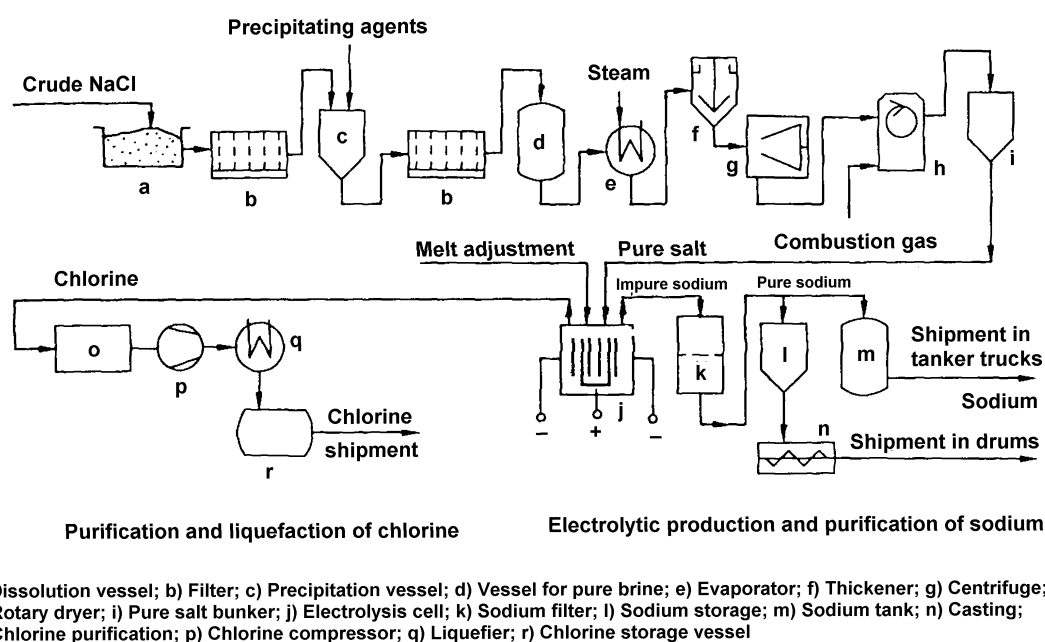 Precipitating agents
Crude NaCl
Steam
a
b
c
b
d
e
f
g
h
i
Combustion gas
Melt adjustment
Pure salt
Chlorine
Impure sodium
Pure sodium
o
p
q
r
Chlorine
shipment
j
– + –
k
l
m
n
Shipment in
tanker trucks
Sodium
Shipment in drums
Purification and liquefaction of chlorine
Electrolytic production and purification of sodium
issolution vessel; b) Filter; c) Precipitation vessel; d) Vessel for pure brine; e) Evaporator; f) Thickener; g) Centrifuge;
Rotary dryer; i) Pure salt bunker; j) Electrolysis cell; k) Sodium filter; l) Sodium storage; m) Sodium tank; n) Casting;
Chlorine purification; p) Chlorine compressor; q) Liquefier; r) Chlorine storage vessel